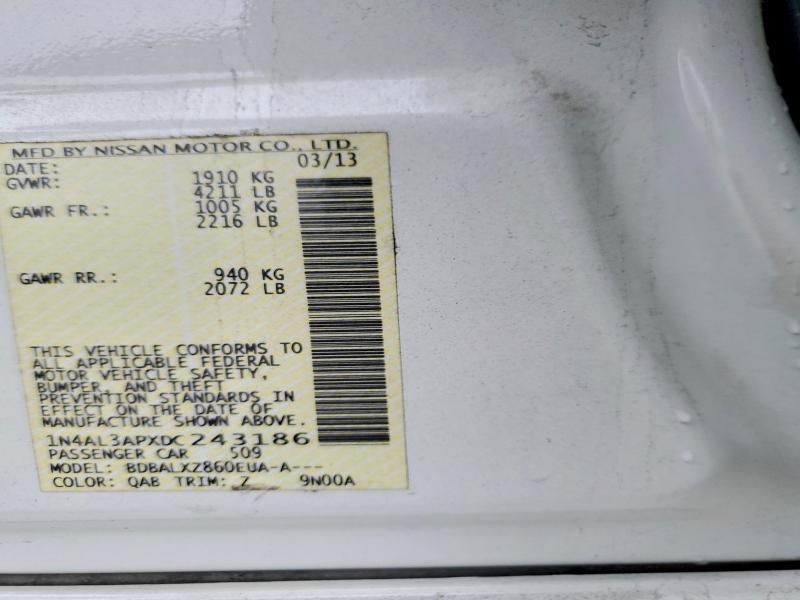 MFD BY NISSAN MOTOR CO., LTD.
DATE: 03/13
GVWR: 1910 KG
4211 LB
GAWR FR.: 1005 KG
2216 LB
GAWR RR.: 940 KG
2072 LB
THIS VEHICLE CONFORMS TO
ALL APPLICABLE FEDERAL
MOTOR VEHICLE SAFETY,
BUMPER, AND THEFT
PREVENTION STANDARDS IN
EFFECT ON THE DATE OF
MANUFACTURE SHOWN ABOVE.
1N4AL3APXDC243186
PASSENGER CAR 509
MODEL: BDBALXZ860EUA-A---
COLOR: QAB TRIM: Z 9N00A